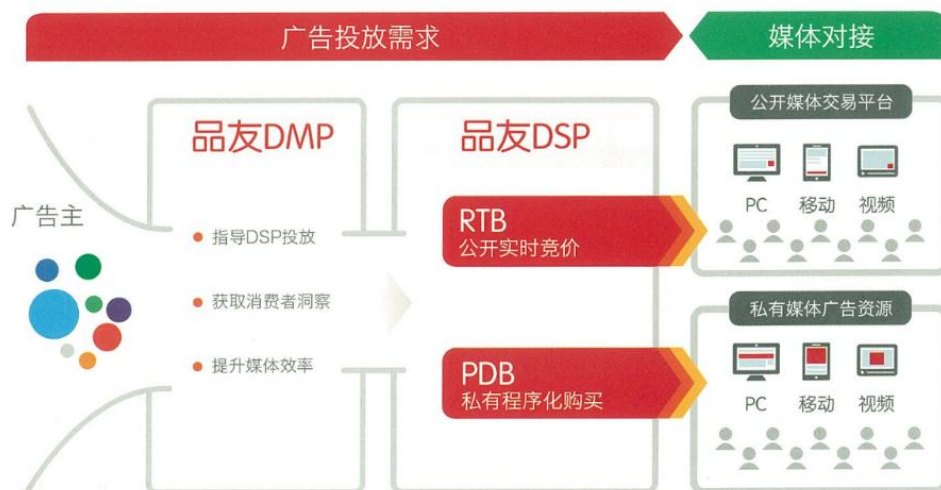 广告投放需求
媒体对接
广告主
品友DMP
指导DSP投放
获取消费者洞察
提升媒体效率
品友DSP
RTB
公开实时竞价
PDB
私有程序化购买
公开媒体交易平台
PC 移动 视频
私有媒体广告资源
PC 移动 视频